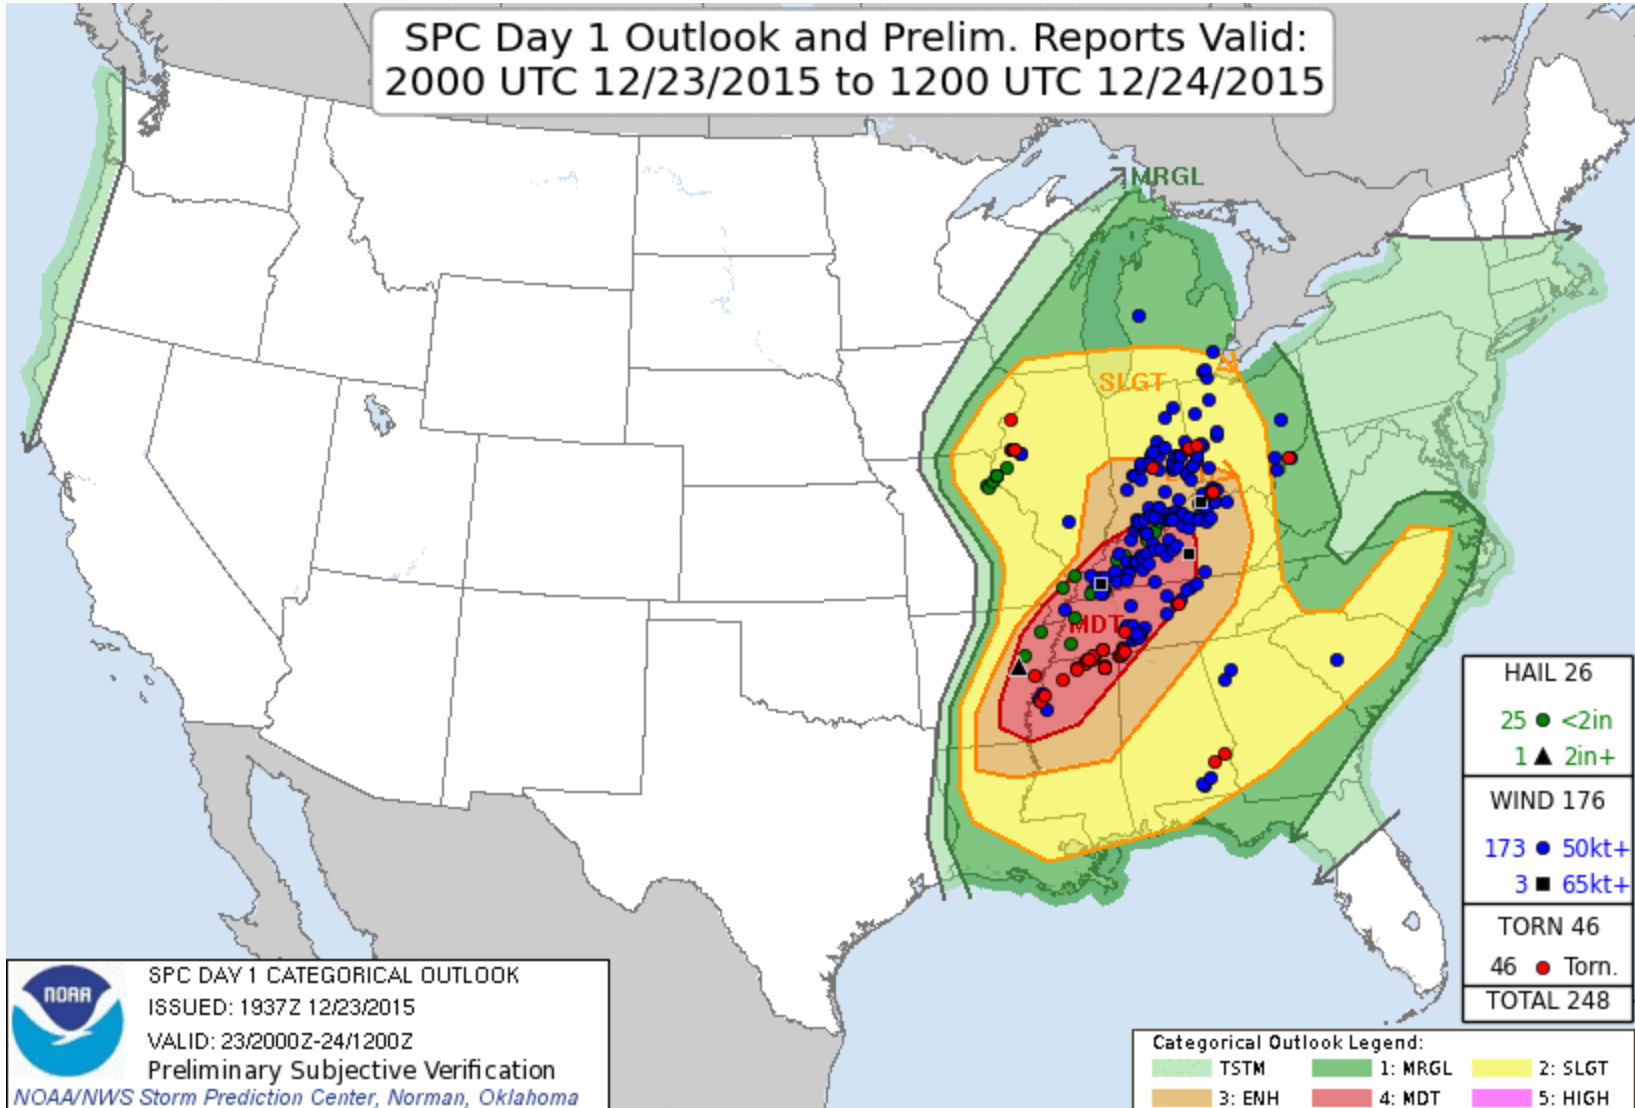 SPC Day 1 Outlook and Prelim. Reports Valid:
2000 UTC 12/23/2015 to 1200 UTC 12/24/2015
MRGL
SLGT
MDT
HAIL 26
25 <2in
1 2in+
WIND 176
173 50kt+
3 65kt+
TORN 46
46 Torn.
TOTAL 248
NOAA
SPC DAY 1 CATEGORICAL OUTLOOK
ISSUED: 1937Z 12/23/2015
VALID: 23/2000Z-24/1200Z
Preliminary Subjective Verification
NOAA/NWS Storm Prediction Center, Norman, Oklahoma
Categorical Outlook Legend:
TSTM 1: MRGL 2: SLGT
3: ENH 4: MDT 5: HIGH